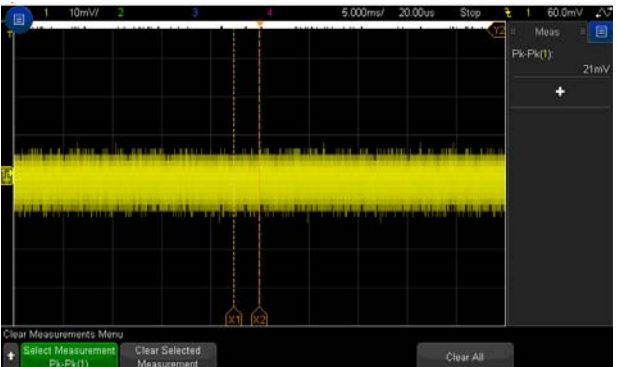 1 10mV/ 2 3 4 5.000ms/ 20.00us Stop 1 60.0mV
T Y2 Meas
Pk-Pk(1):
21mV
+
X1 X2
Clear Measurements Menu
Select Measurement Clear Selected Clear All
Pk-Pk(1) Measurement